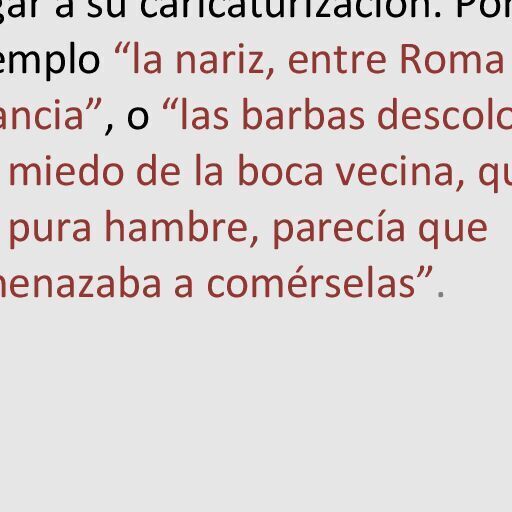 gar a su caricaturización. Por
emplo “la nariz, entre Roma
ancia”, o “las barbas descolo
miedo de la boca vecina, qu
pura hambre, parecía que
menazaba a comérselas”.